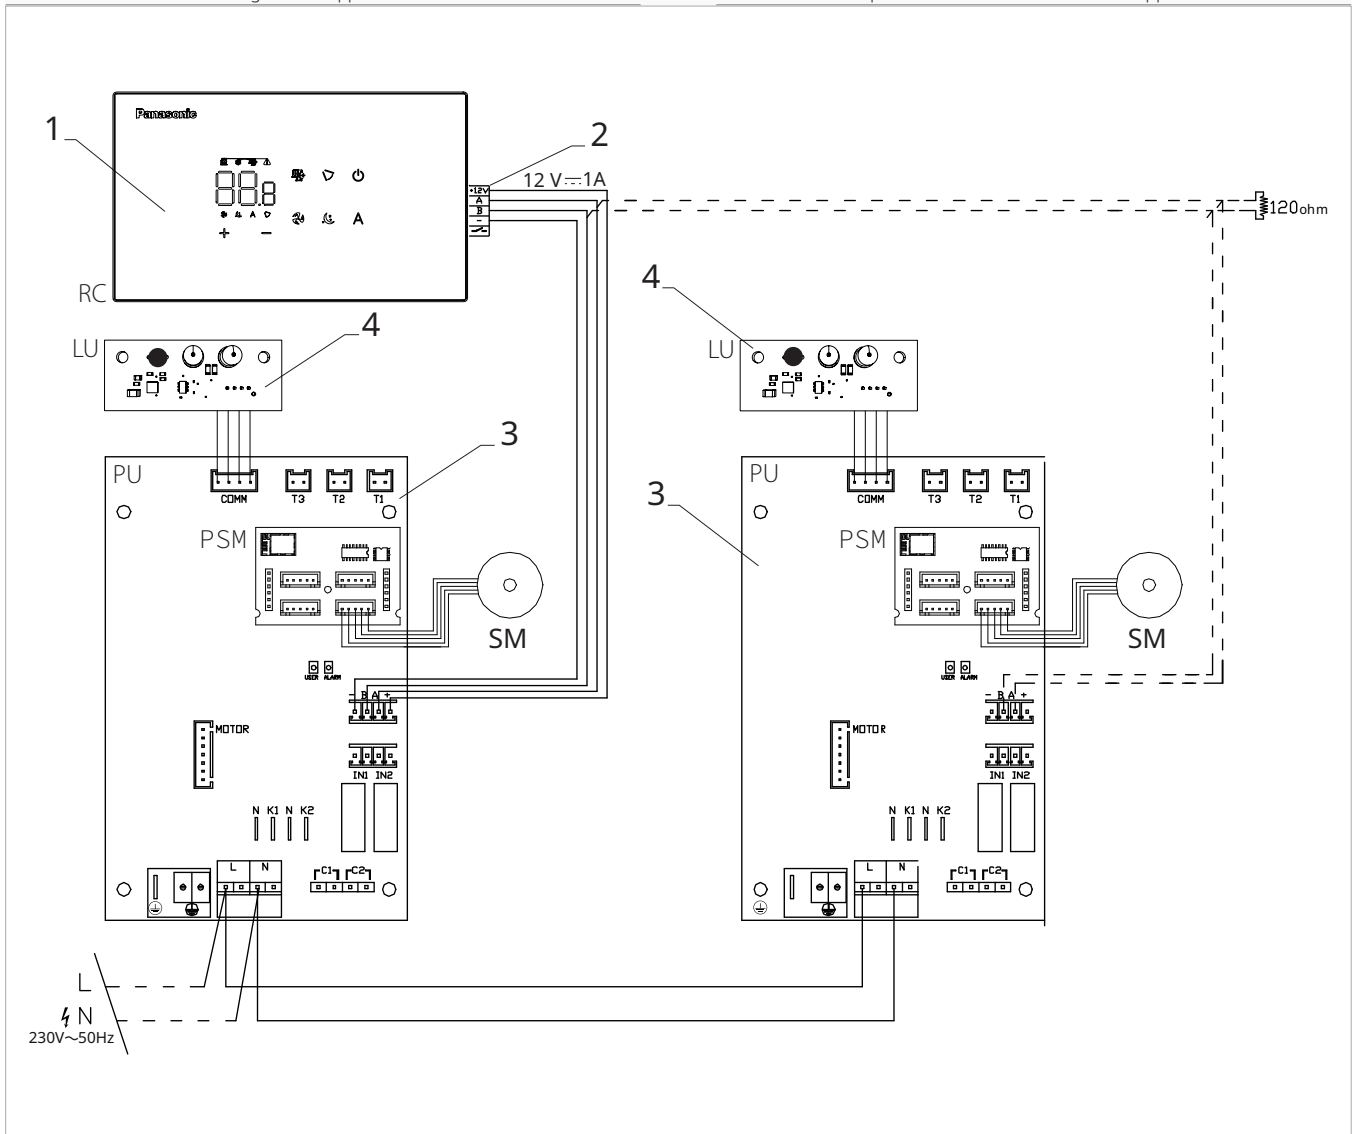 Panasonic
1
2
12 V⎓1A
+12V
A
B
-
88.8
A
A
+ -
120ohm
RC
4
LU
4
LU
3
PU
COMM T3 T2 T1
PSM
SM
USER ALARM
- B A +
MOTOR
IN1 IN2
N K1 N K2
L N
C1 C2
3
PU
COMM T3 T2 T1
PSM
SM
USER ALARM
- B A +
MOTOR
IN1 IN2
N K1 N K2
L N
C1 C2
L
N
230V~50Hz